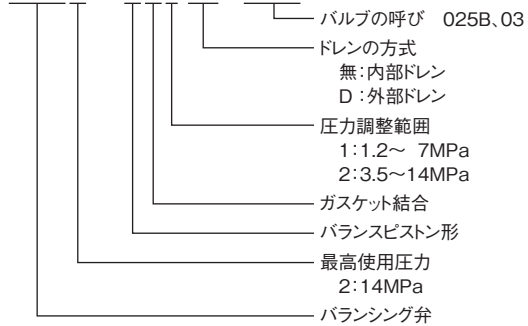 バルブの呼び 025B、03
ドレンの方式
無：内部ドレン
D：外部ドレン
圧力調整範囲
1：1.2～ 7MPa
2：3.5～14MPa
ガスケット結合
バランスピストン形
最高使用圧力
2：14MPa
バランシング弁